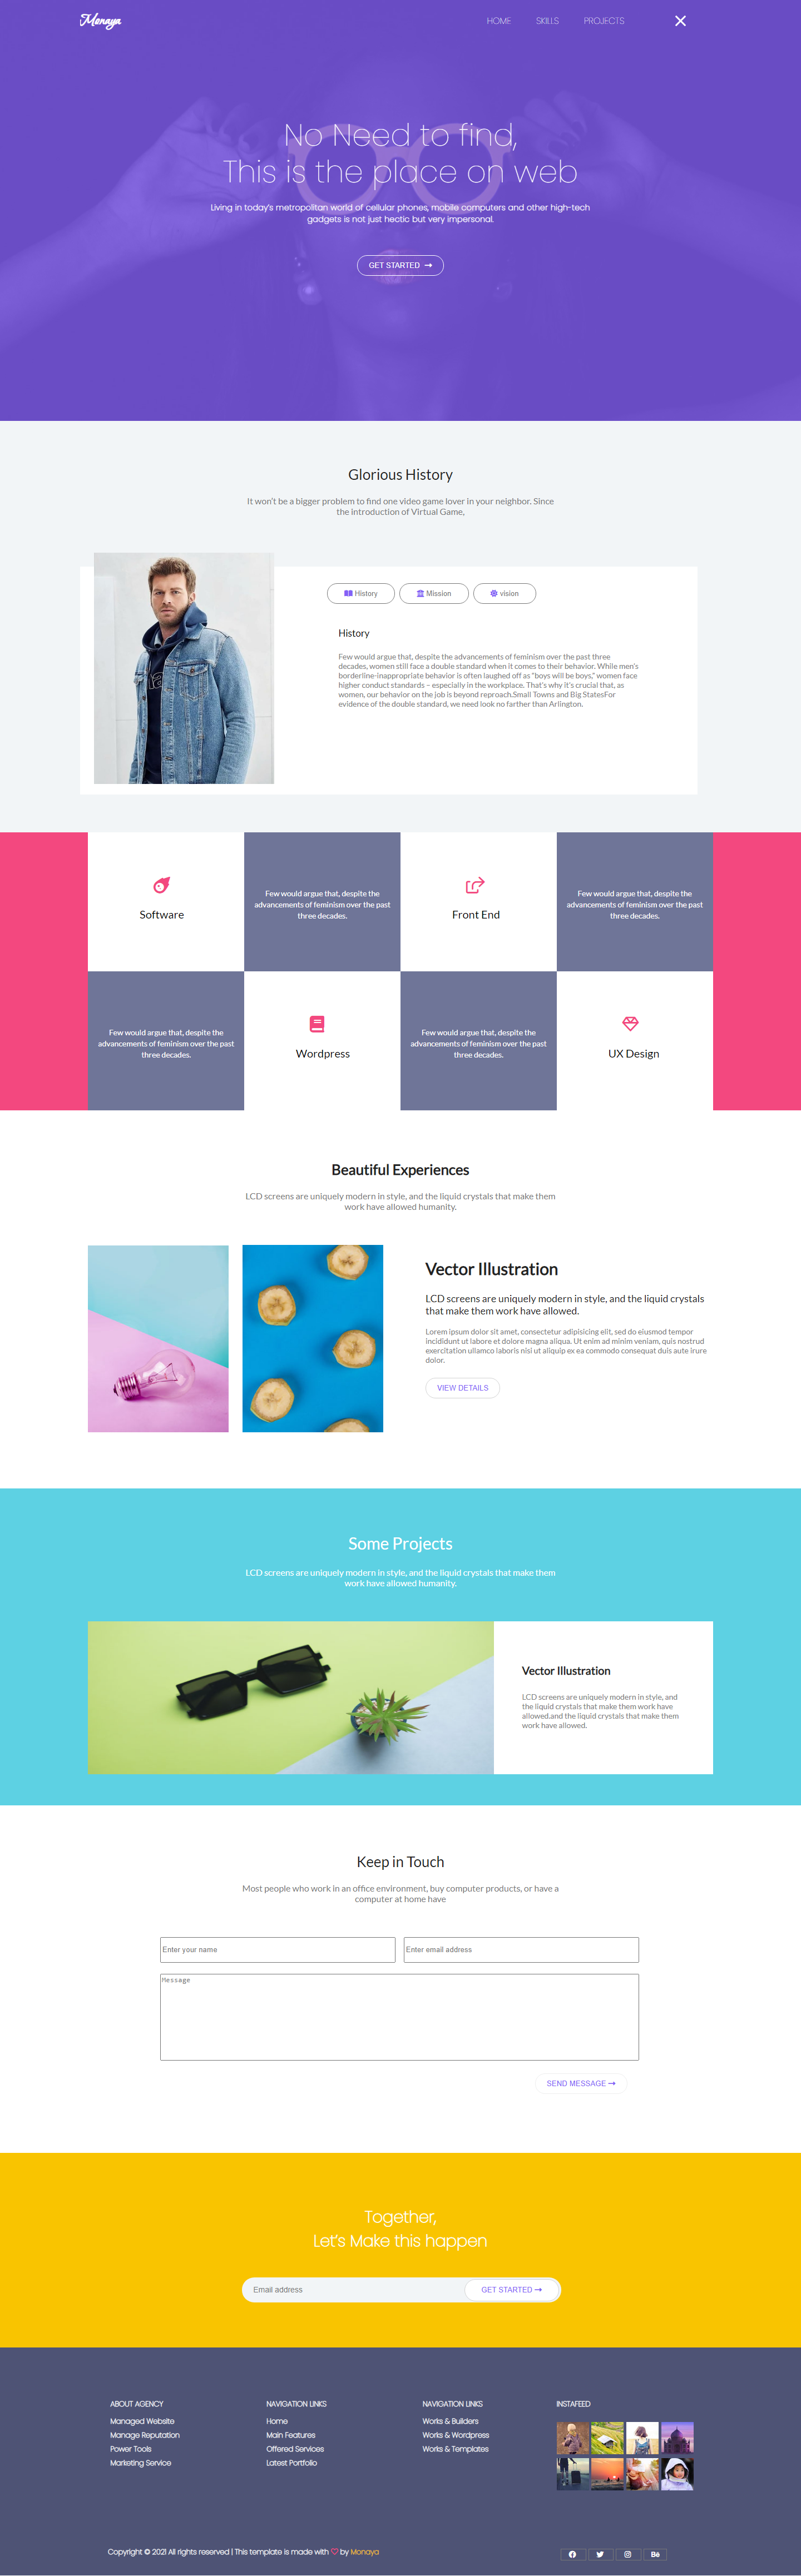 Monaya
HOME SKILLS PROJECTS
No Need to find,
This is the place on web
Living in today's metropolitan world of cellular phones, mobile computers and other high-tech
gadgets is not just hectic but very impersonal.
GET STARTED
Glorious History
It won't be a bigger problem to find one video game lover in your neighbor. Since
the introduction of Virtual Game,
History Mission vision
History
Few would argue that, despite the advancements of feminism over the past three
decades, women still face a double standard when it comes to their behavior. While men's
borderline-inappropriate behavior is often laughed off as "boys will be boys," women face
higher conduct standards – especially in the workplace. That's why it's crucial that, as
women, our behavior on the job is beyond reproach.Small Towns and Big StatesFor
evidence of the double standard, we need look no farther than Arlington.
Software
Few would argue that, despite the
advancements of feminism over the past
three decades.
Front End
Few would argue that, despite the
advancements of feminism over the past
three decades.
Few would argue that, despite the
advancements of feminism over the past
three decades.
Wordpress
Few would argue that, despite the
advancements of feminism over the past
three decades.
UX Design
Beautiful Experiences
LCD screens are uniquely modern in style, and the liquid crystals that make them
work have allowed humanity.
Vector Illustration
LCD screens are uniquely modern in style, and the liquid crystals
that make them work have allowed.
Lorem ipsum dolor sit amet, consectetur adipisicing elit, sed do eiusmod tempor
incididunt ut labore et dolore magna aliqua. Ut enim ad minim veniam, quis nostrud
exercitation ullamco laboris nisi ut aliquip ex ea commodo consequat duis aute irure
dolor.
VIEW DETAILS
Some Projects
LCD screens are uniquely modern in style, and the liquid crystals that make them
work have allowed humanity.
Vector Illustration
LCD screens are uniquely modern in style, and
the liquid crystals that make them work have
allowed.and the liquid crystals that make them
work have allowed.
Keep in Touch
Most people who work in an office environment, buy computer products, or have a
computer at home have
Enter your name
Enter email address
Message
SEND MESSAGE
Together,
Let's Make this happen
Email address
GET STARTED
ABOUT AGENCY
Managed Website
Manage Reputation
Power Tools
Marketing Service
NAVIGATION LINKS
Home
Main Features
Offered Services
Latest Portfolio
NAVIGATION LINKS
Works & Builders
Works & Wordpress
Works & Templates
INSTAFEED
Copyright © 2021 All rights reserved | This template is made with ♡ by Monaya
Bē